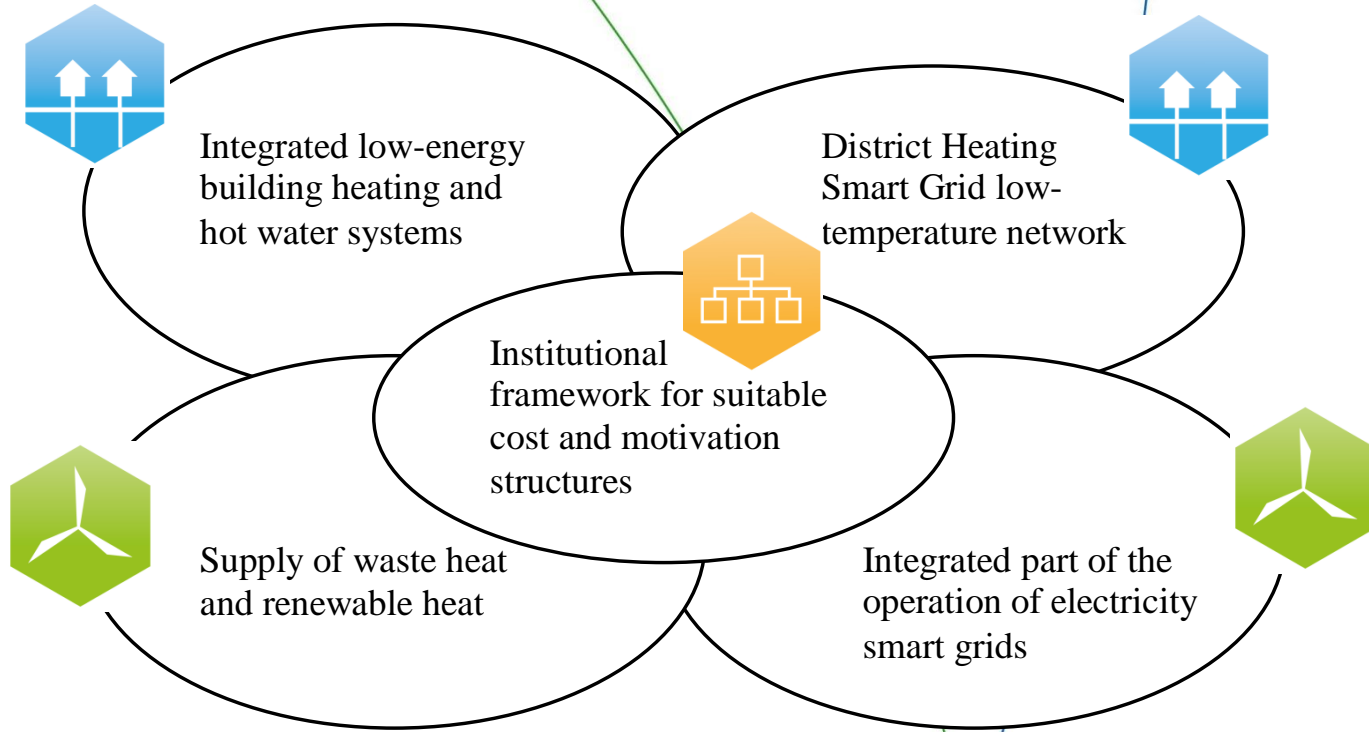 Integrated low-energy
building heating and
hot water systems
District Heating
Smart Grid low-
temperature network
Institutional
framework for suitable
cost and motivation
structures
Supply of waste heat
and renewable heat
Integrated part of the
operation of electricity
smart grids